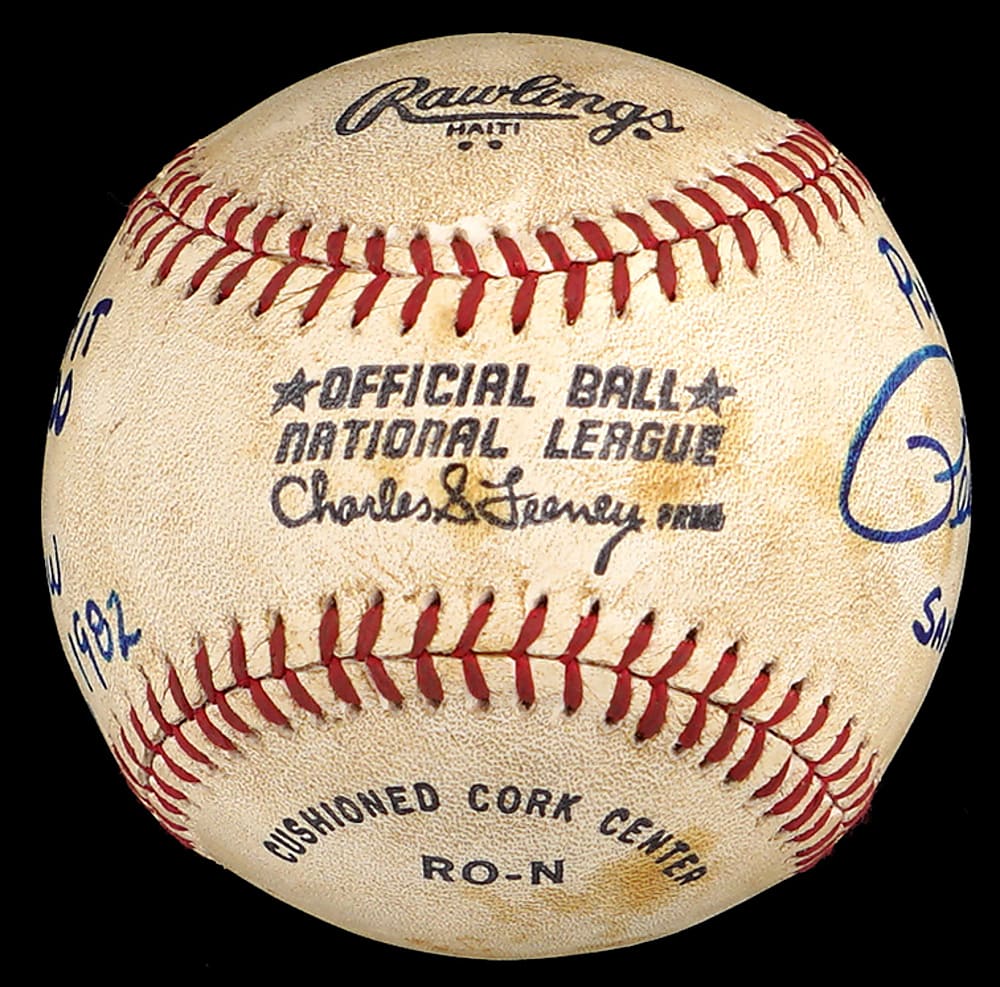 Rawlings
HAITI
★OFFICIAL BALL★
NATIONAL LEAGUE
Charles S. Feeney PRES.
1982
CUSHIONED CORK CENTER
RO-N